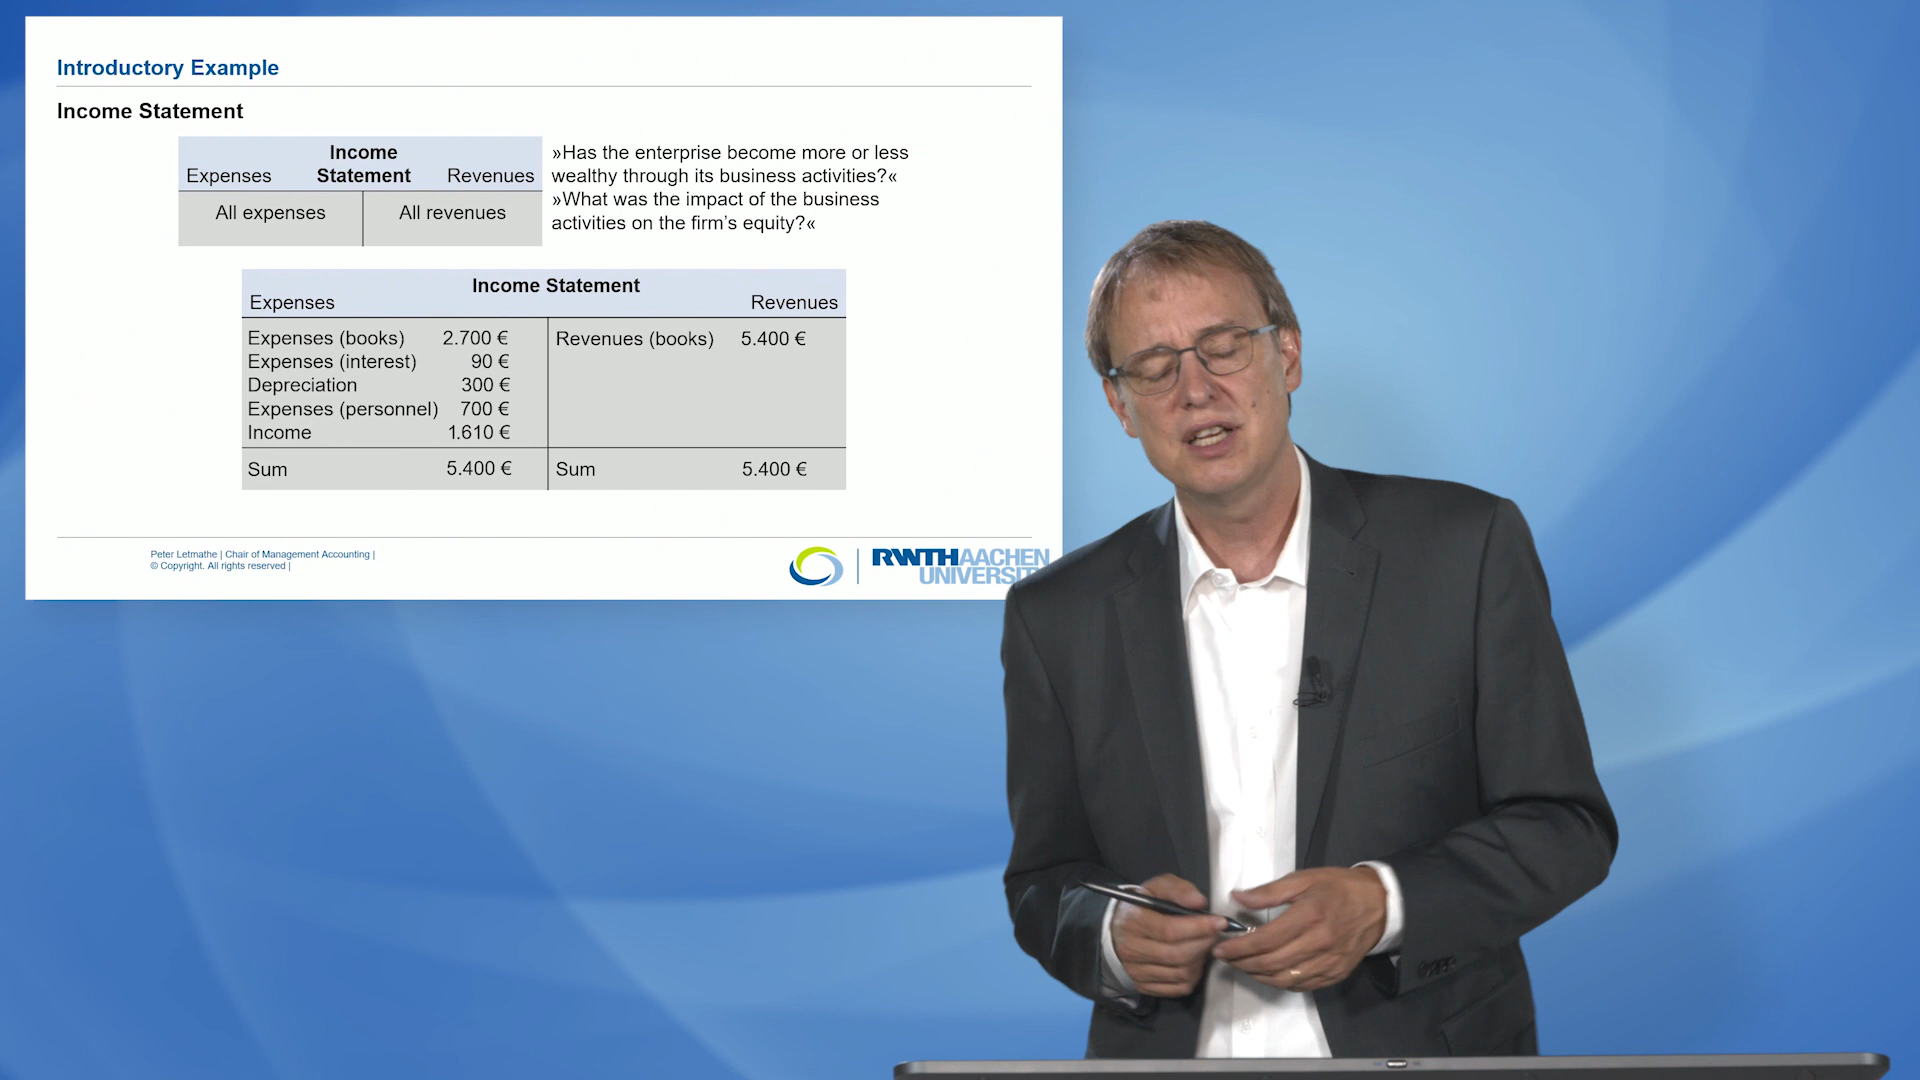 Introductory Example
Income Statement
Income
Expenses Statement Revenues
All expenses All revenues
»Has the enterprise become more or less
wealthy through its business activities?«
»What was the impact of the business
activities on the firm's equity?«
Income Statement
Expenses Revenues
Expenses (books) 2.700 € Revenues (books) 5.400 €
Expenses (interest) 90 €
Depreciation 300 €
Expenses (personnel) 700 €
Income 1.610 €
Sum 5.400 € Sum 5.400 €
Peter Letmathe | Chair of Management Accounting |
© Copyright. All rights reserved |
RWTH AACHEN
UNIVERSIT